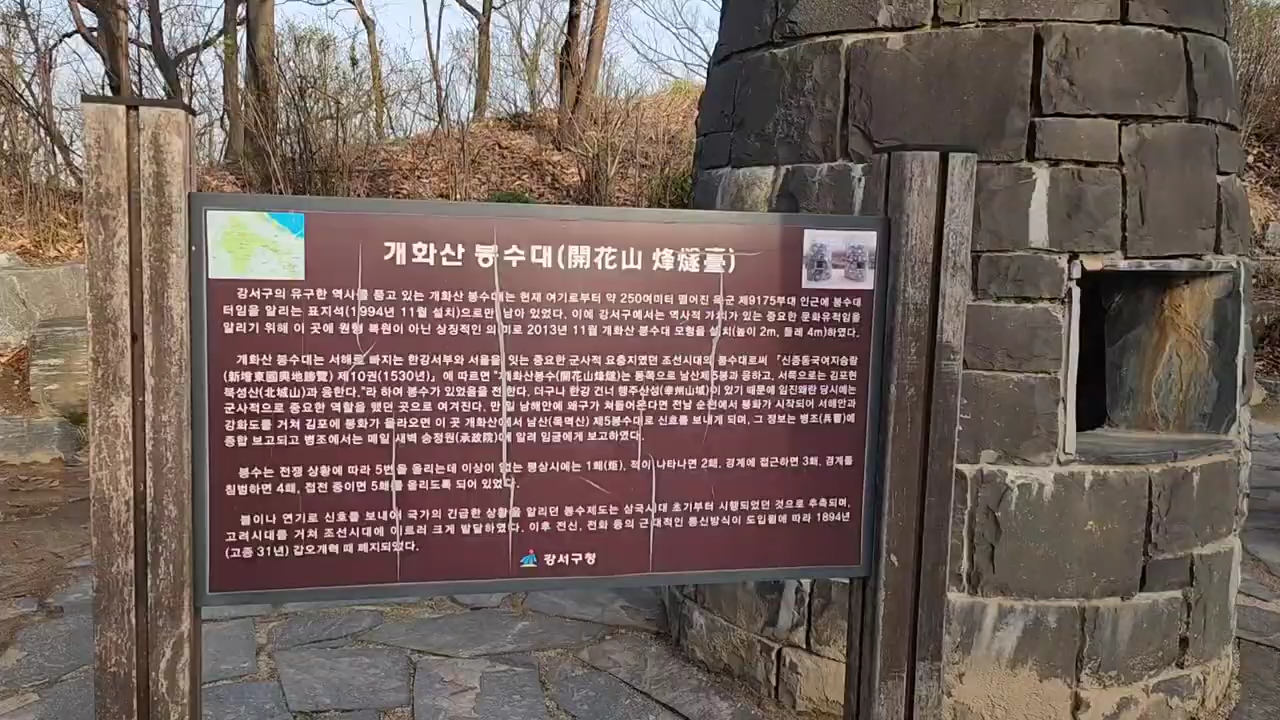 개화산 봉수대(開花山 烽燧臺)
강서구의 유구한 역사를 품고 있는 개화산 봉수대는 현재 여기로부터 약 250여미터 떨어진 육군 제9175부대 인근에 봉수대
터임을 알리는 표지석(1994년 11월 설치)으로만 남아 있었다. 이에 강서구에서는 역사적 가치가 있는 중요한 문화유적임을
알리기 위해 이 곳에 원형 복원이 아닌 상징적인 의미로 2013년 11월 개화산 봉수대 모형을 설치(높이 2m, 둘레 4m)하였다.
개화산 봉수대는 서해로 빠지는 한강서부와 서울을 잇는 중요한 군사적 요충지였던 조선시대의 봉수대로써 「신증동국여지승람
(新增東國輿地勝覽) 제10권(1530년)」에 따르면 "개화산봉수(開花山烽燧)는 동쪽으로 남산제5봉과 응하고, 서쪽으로 김포현
북성산(北城山)과 응한다."라 하여 봉수가 있었음을 전한다. 더구나 한강 건너 행주산성(幸州山城)이 있기 때문에 임진왜란 당시에는
군사적으로 중요한 역할을 했던 곳으로 여겨진다. 만일 남해안에 왜구가 쳐들어온다면 전남 순천에서 봉화가 시작되어 서해안과
강화도를 거쳐 김포에 봉화가 올라오면 이 곳 개화산에서 남산(목멱산) 제5봉수대로 신호를 보내게 되며, 그 정보는 병조(兵曹)에
종합 보고되고 병조에서는 매일 새벽 승정원(承政院)에 알려 임금에게 보고하였다.
봉수는 전쟁 상황에 따라 5번을 올리는데 이상이 없는 평상시에는 1홰(炬), 적이 나타나면 2홰, 경계에 접근하면 3홰, 경계를
침범하면 4홰, 접전 중이면 5홰를 올리도록 되어 있었다.
불이나 연기로 신호를 보내어 국가의 긴급한 상황을 알리던 봉수제도는 삼국시대 초기부터 시행되었던 것으로 추측되며,
고려시대를 거쳐 조선시대에 이르러 크게 발달하였다. 이후 전신, 전화 등의 근대적인 통신방식이 도입됨에 따라 1894년
(고종 31년) 갑오개혁 때 폐지되었다.
강서구청